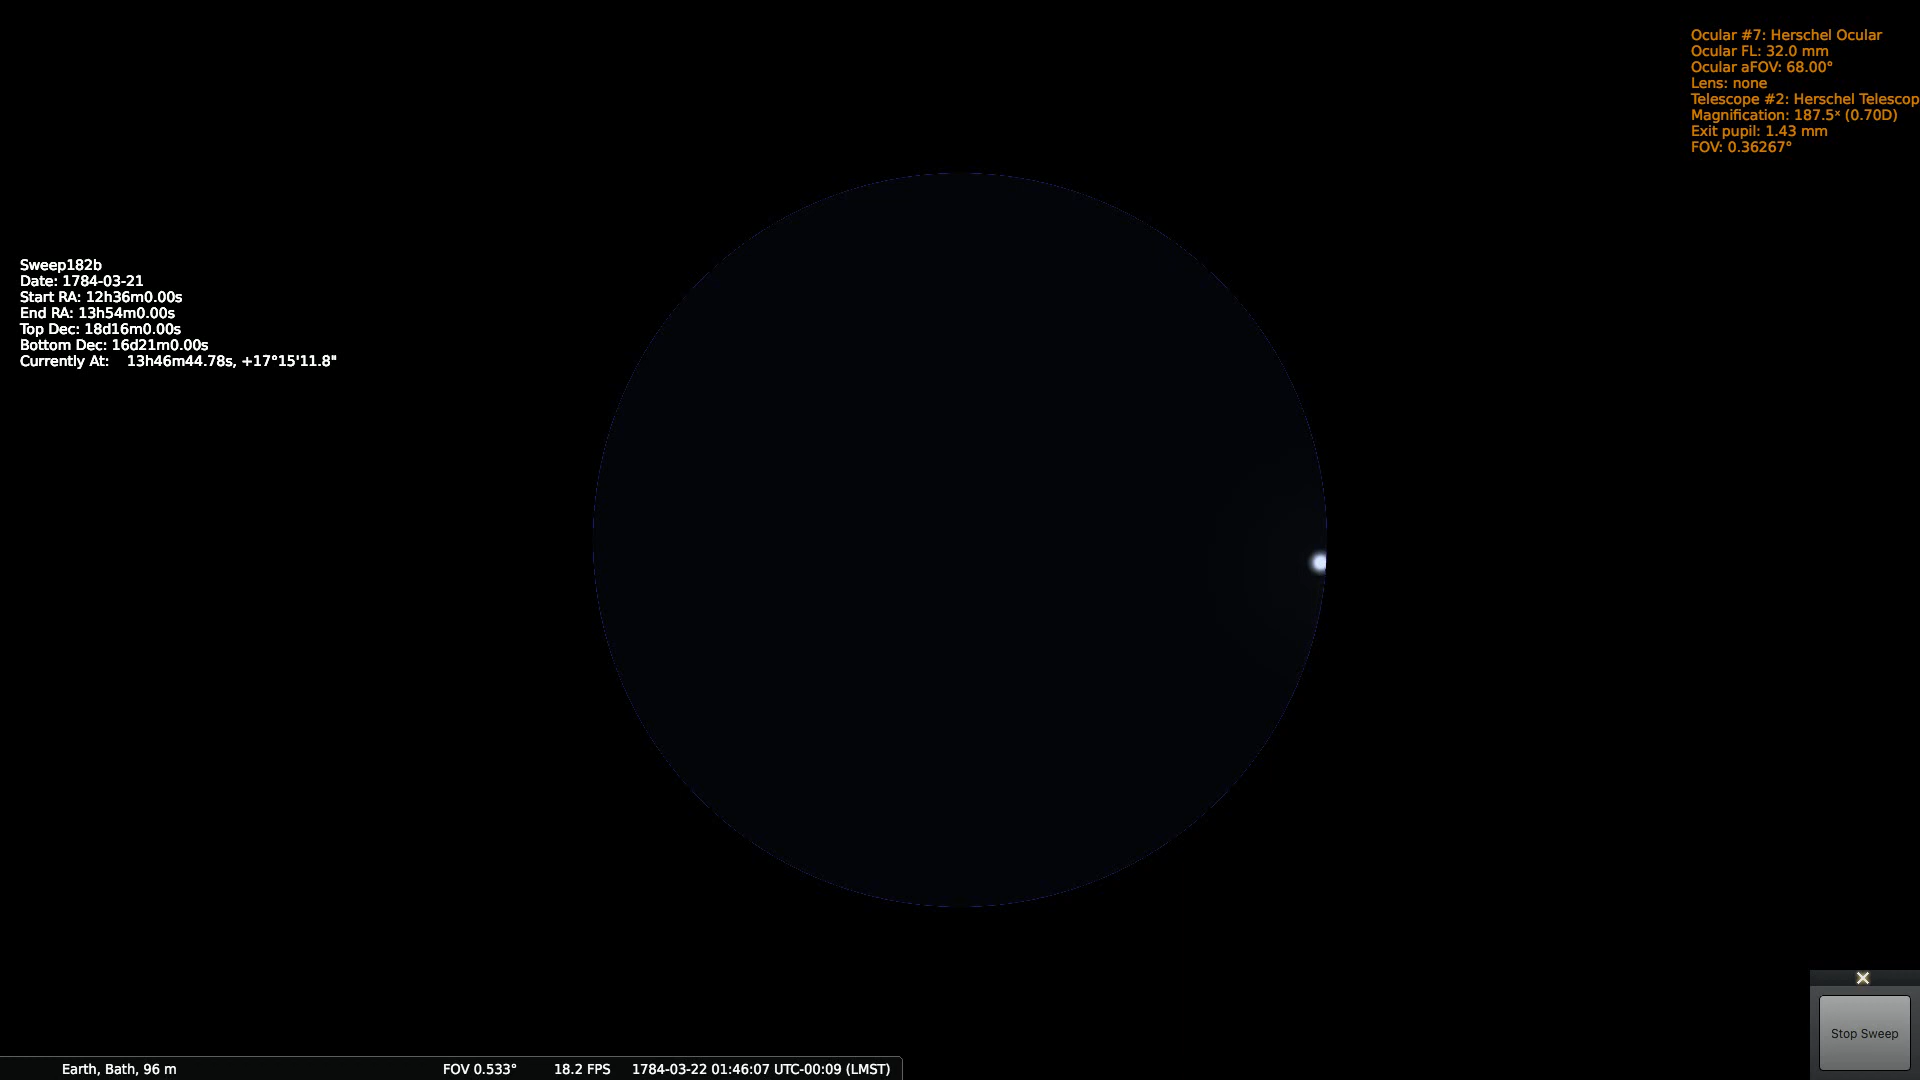 Ocular #7: Herschel Ocular
Ocular FL: 32.0 mm
Ocular aFOV: 68.00°
Lens: none
Telescope #2: Herschel Telescop
Magnification: 187.5ˣ (0.70D)
Exit pupil: 1.43 mm
FOV: 0.36267°
Sweep182b
Date: 1784-03-21
Start RA: 12h36m0.00s
End RA: 13h54m0.00s
Top Dec: 18d16m0.00s
Bottom Dec: 16d21m0.00s
Currently At: 13h46m44.78s, +17°15'11.8"
Stop Sweep
Earth, Bath, 96 m FOV 0.533° 18.2 FPS 1784-03-22 01:46:07 UTC-00:09 (LMST)